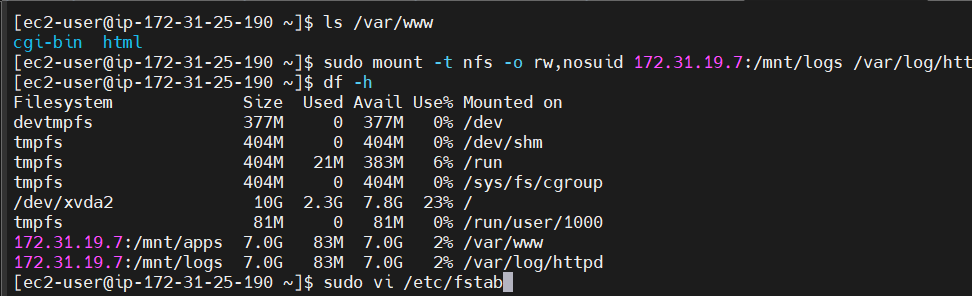 [ec2-user@ip-172-31-25-190 ~]$ ls /var/www
cgi-bin  html
[ec2-user@ip-172-31-25-190 ~]$ sudo mount -t nfs -o rw,nosuid 172.31.19.7:/mnt/logs /var/log/htt
[ec2-user@ip-172-31-25-190 ~]$ df -h
Filesystem             Size  Used Avail Use% Mounted on
devtmpfs               377M     0  377M   0% /dev
tmpfs                  404M     0  404M   0% /dev/shm
tmpfs                  404M   21M  383M   6% /run
tmpfs                  404M     0  404M   0% /sys/fs/cgroup
/dev/xvda2              10G  2.3G  7.8G  23% /
tmpfs                   81M     0   81M   0% /run/user/1000
172.31.19.7:/mnt/apps  7.0G   83M  7.0G   2% /var/www
172.31.19.7:/mnt/logs  7.0G   83M  7.0G   2% /var/log/httpd
[ec2-user@ip-172-31-25-190 ~]$ sudo vi /etc/fstab